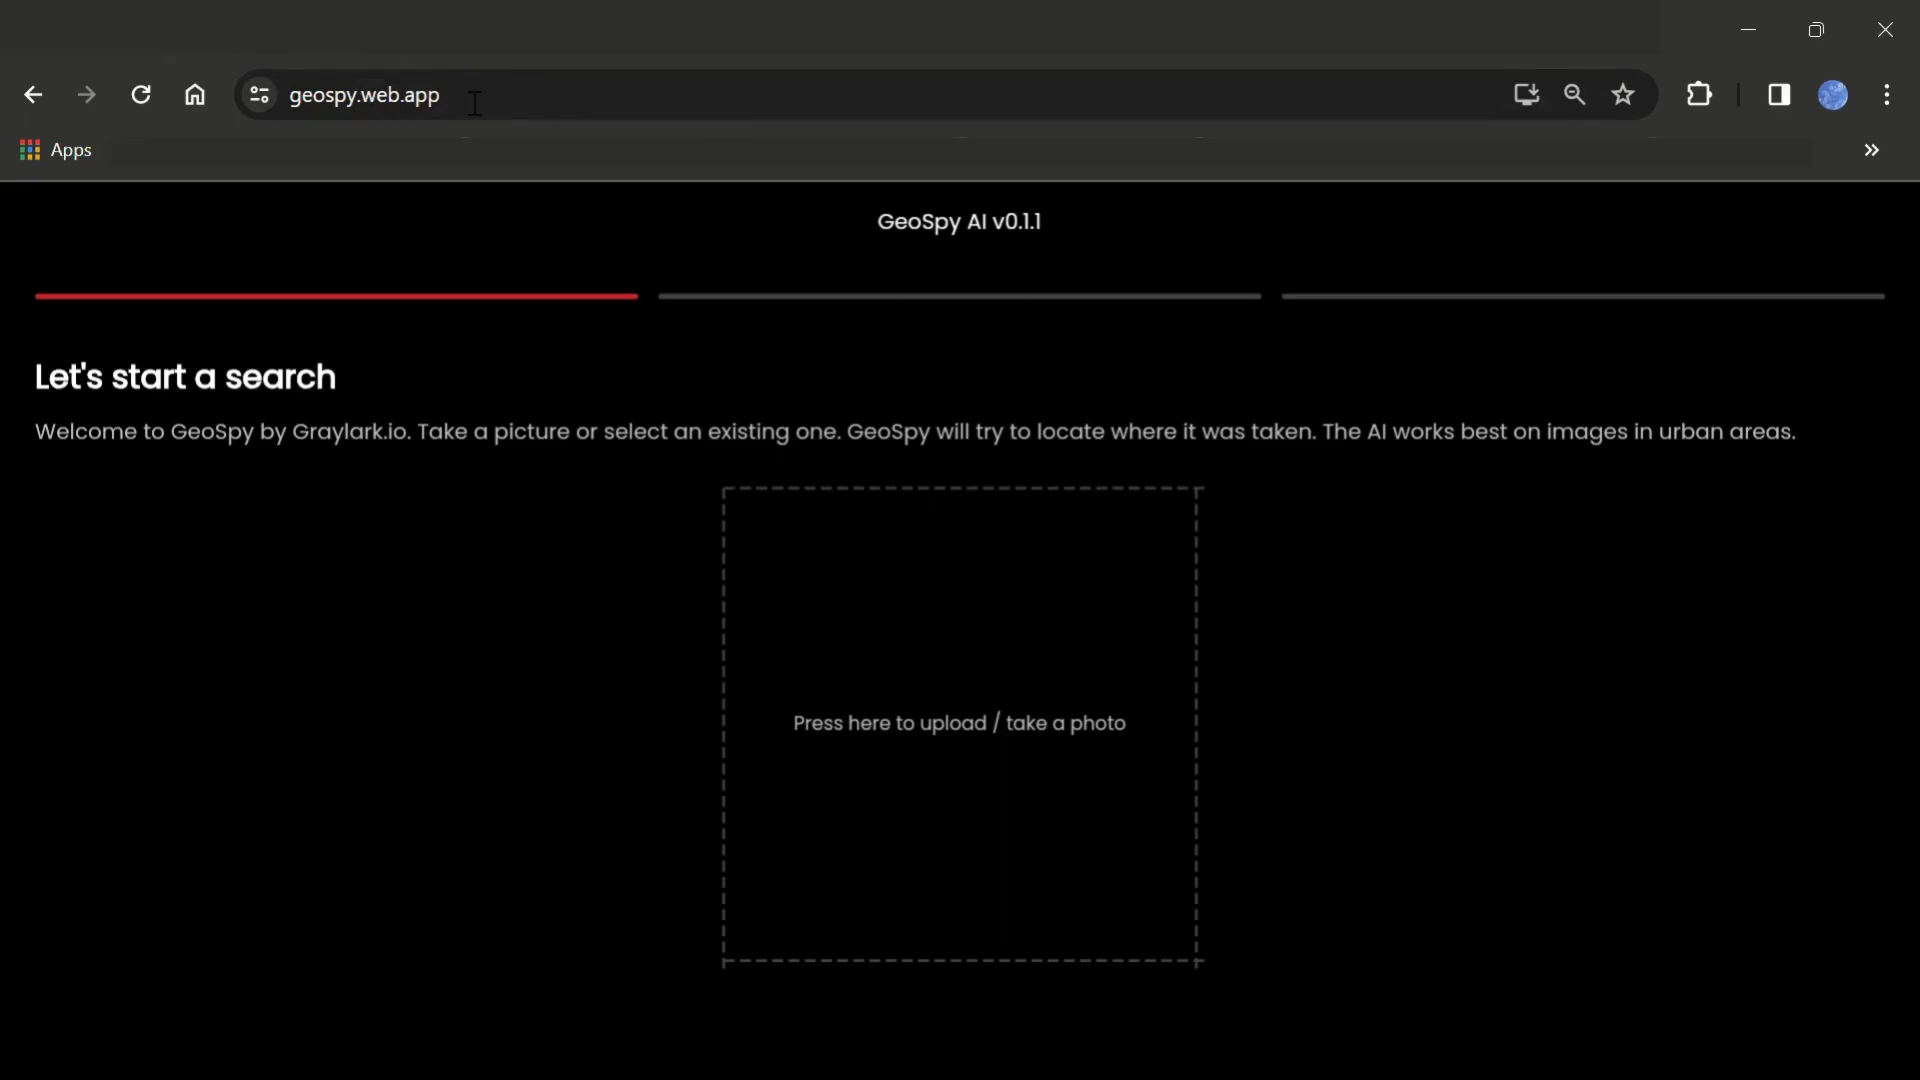 geospy.web.app
Apps
GeoSpy AI v0.1.1
Let's start a search
Welcome to GeoSpy by Graylark.io. Take a picture or select an existing one. GeoSpy will try to locate where it was taken. The AI works best on images in urban areas.
Press here to upload / take a photo